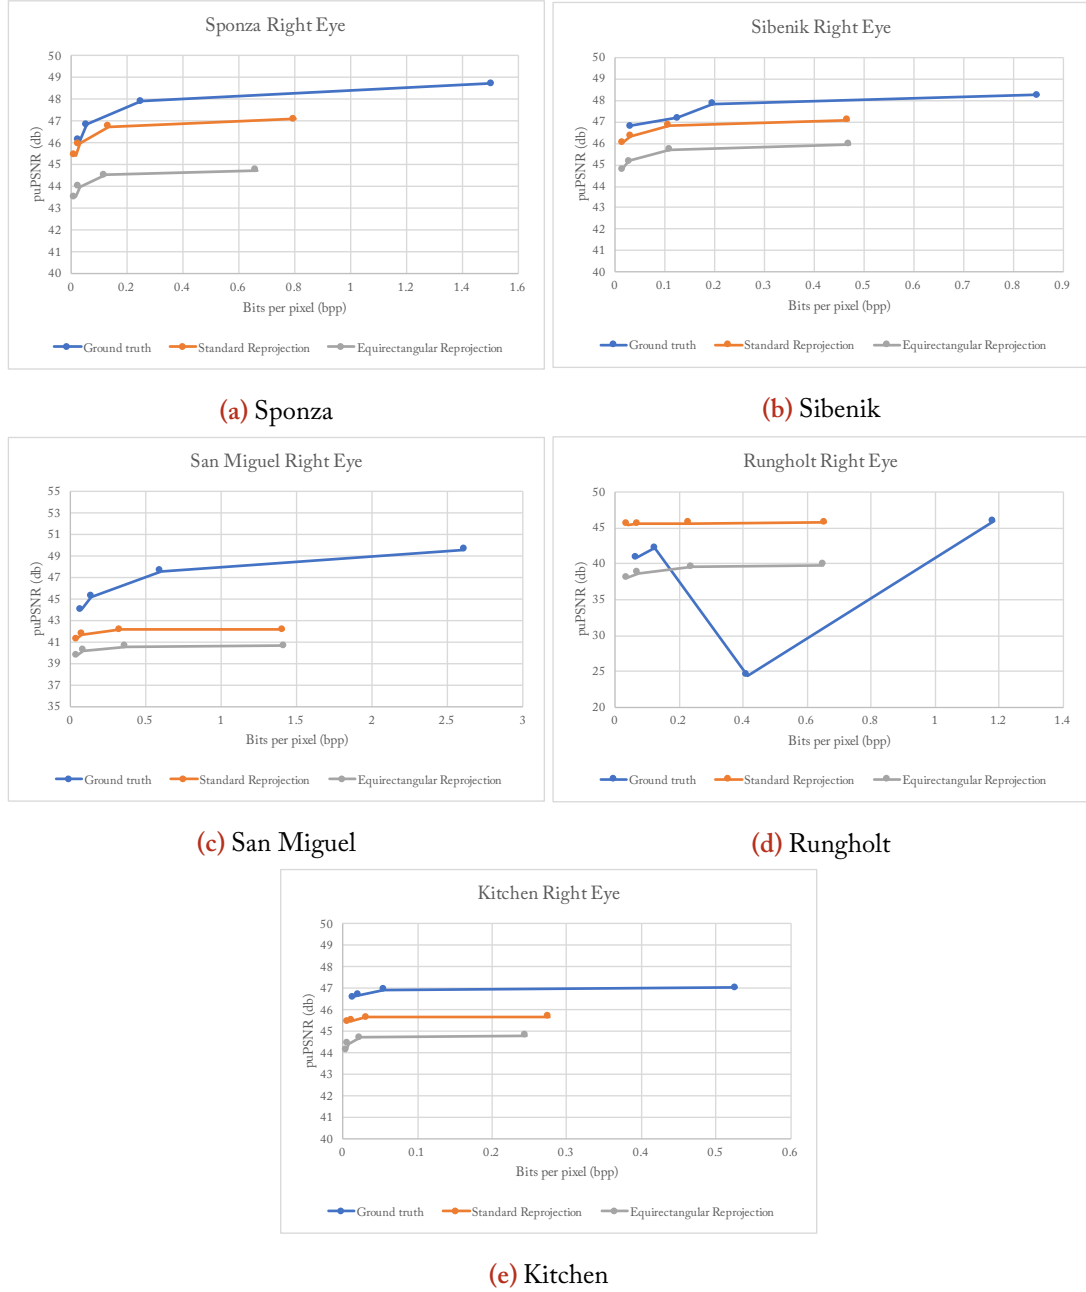 Sponza Right Eye
50
49
48
47
46
45
44
43
42
41
40
puPSNR (db)
0 0.2 0.4 0.6 0.8 1 1.2 1.4 1.6
Bits per pixel (bpp)
Ground truth Standard Reprojection Equirectangular Reprojection
(a) Sponza
Sibenik Right Eye
50
49
48
47
46
45
44
43
42
41
40
puPSNR (db)
0 0.1 0.2 0.3 0.4 0.5 0.6 0.7 0.8 0.9
Bits per pixel (bpp)
Ground truth Standard Reprojection Equirectangular Reprojection
(b) Sibenik
San Miguel Right Eye
55
53
51
49
47
45
43
41
39
37
35
puPSNR (db)
0 0.5 1 1.5 2 2.5 3
Bits per pixel (bpp)
Ground truth Standard Reprojection Equirectangular Reprojection
(c) San Miguel
Rungholt Right Eye
50
45
40
35
30
25
20
puPSNR (db)
0 0.2 0.4 0.6 0.8 1 1.2 1.4
Bits per pixel (bpp)
Ground truth Standard Reprojection Equirectangular Reprojection
(d) Rungholt
Kitchen Right Eye
50
49
48
47
46
45
44
43
42
41
40
puPSNR (db)
0 0.1 0.2 0.3 0.4 0.5 0.6
Bits per pixel (bpp)
Ground truth Standard Reprojection Equirectangular Reprojection
(e) Kitchen